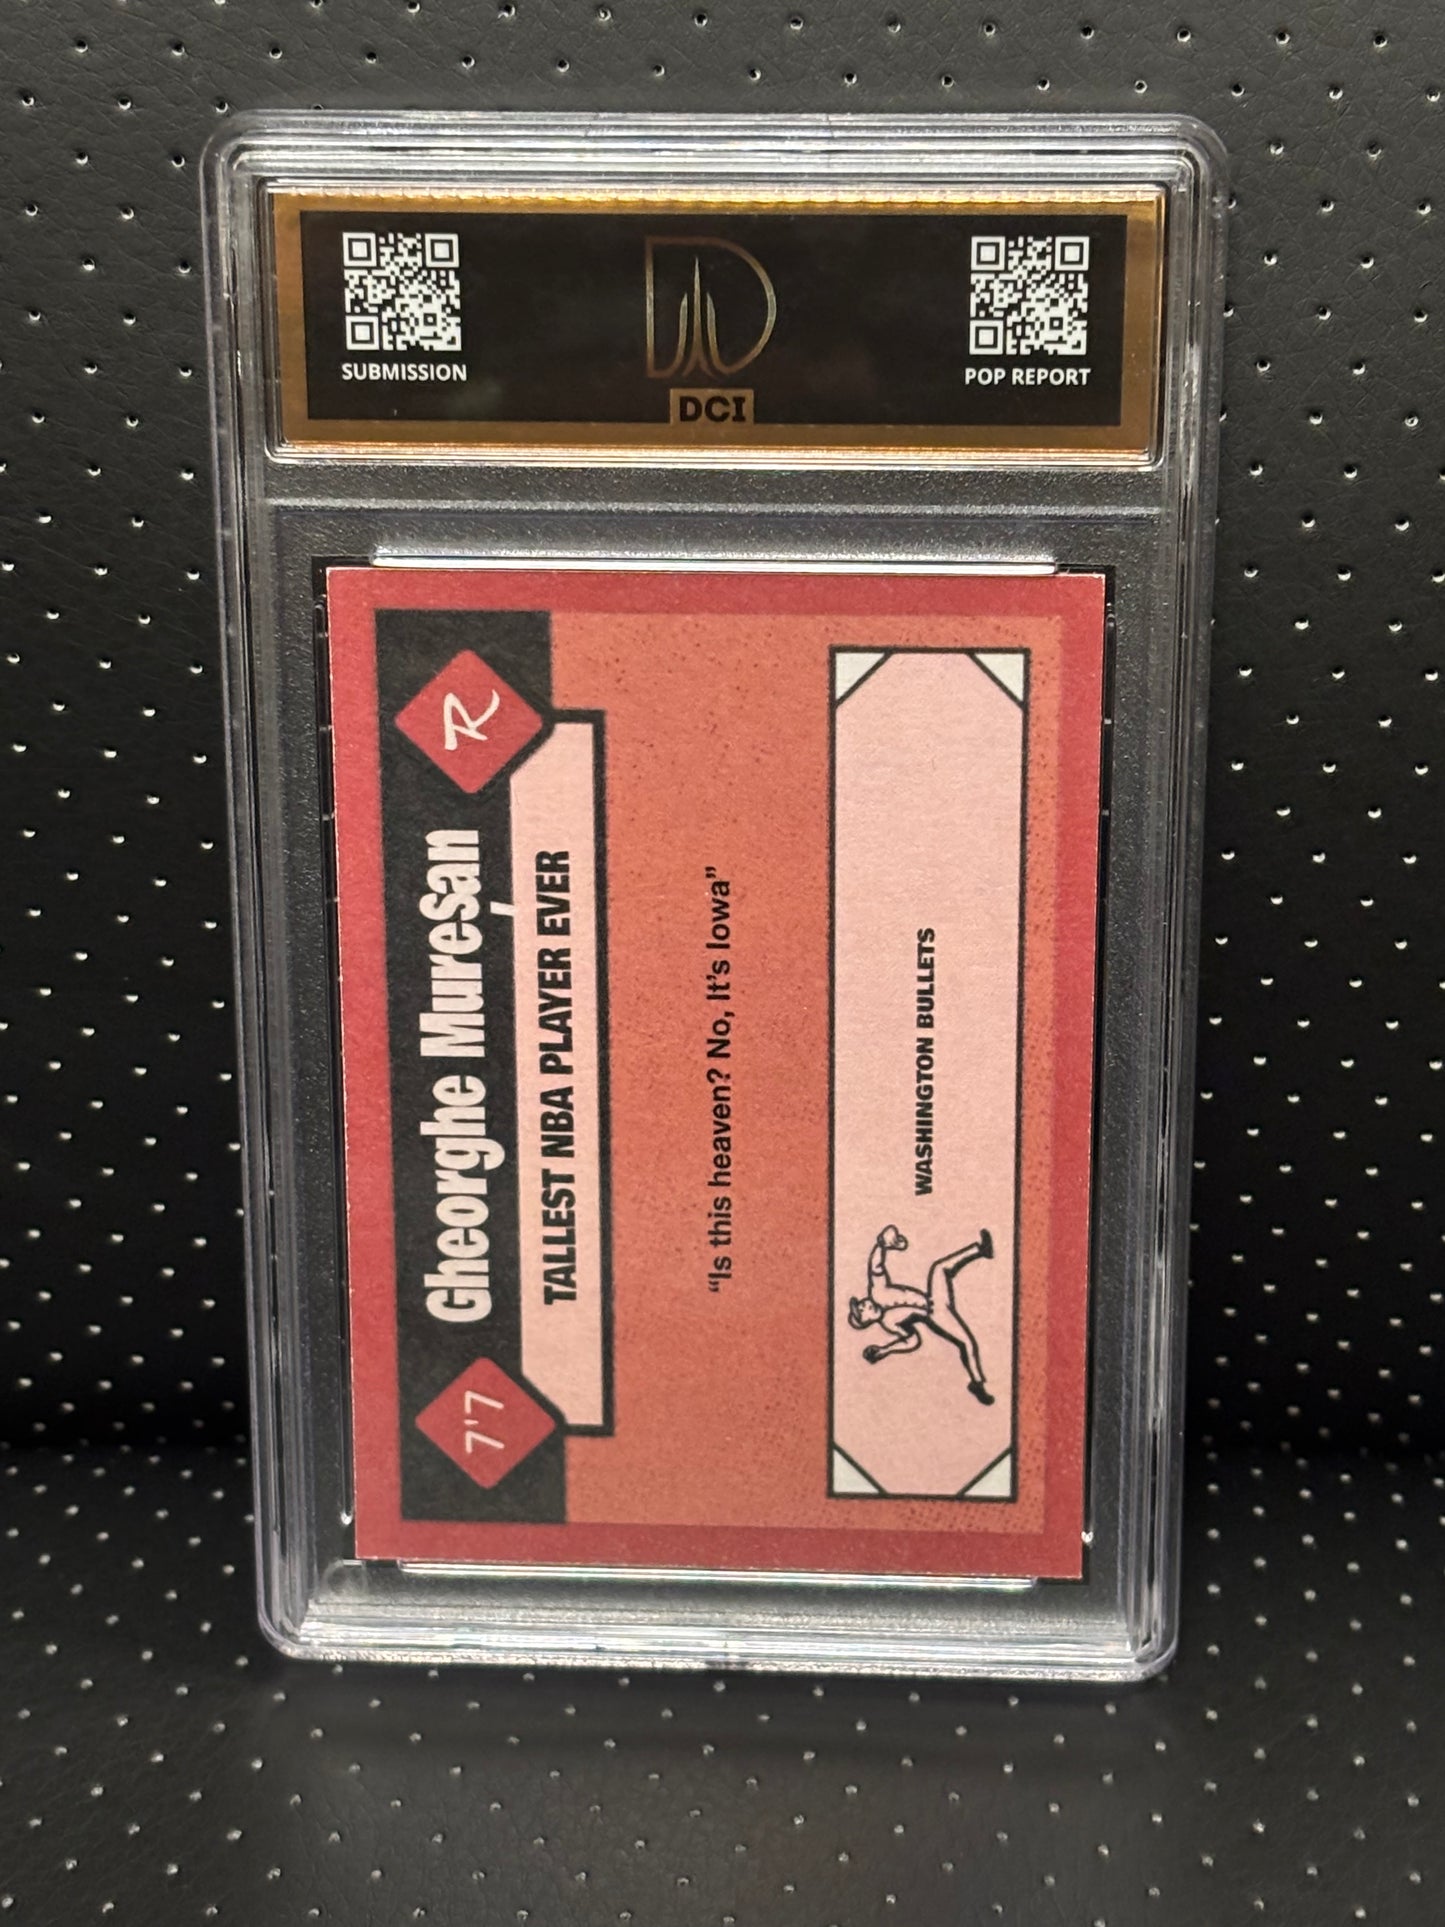 SUBMISSION
DCI
POP REPORT
7'7
Gheorghe Mureșan
R
TALLEST NBA PLAYER EVER
“Is this heaven? No, It's Iowa”
WASHINGTON BULLETS